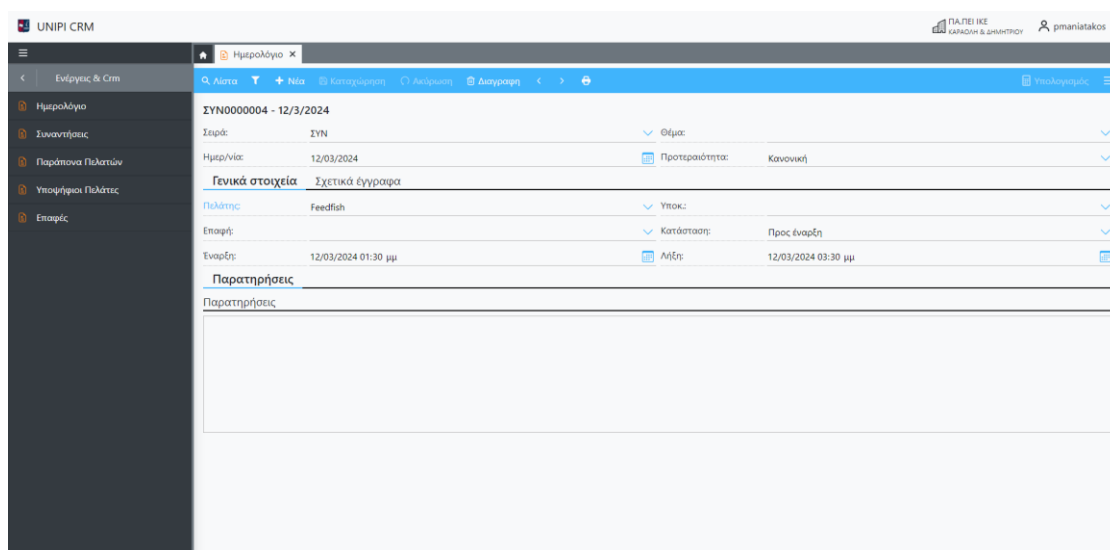 UNIPI CRM
ΠΑ.ΠΕΙ ΙΚΕ
ΚΑΡΑΟΛΗ & ΔΗΜΗΤΡΙΟΥ
pmaniatakos
Ημερολόγιο
Ενέργεις & Crm
Λίστα Νέα Καταχώρηση Ακύρωση Διαγραφη Υπολογισμός
Ημερολόγιο
Συναντήσεις
Παράπονα Πελατών
Υποψήφιοι Πελάτες
Επαφές
ΣΥΝ0000004 - 12/3/2024
Σειρά: ΣΥΝ Θέμα:
Ημερ/νία: 12/03/2024 Προτεραιότητα: Κανονική
Γενικά στοιχεία Σχετικά έγγραφα
Πελάτης: Feedfish Υποκ.:
Επαφή: Κατάσταση: Προς έναρξη
Έναρξη: 12/03/2024 01:30 μμ Λήξη: 12/03/2024 03:30 μμ
Παρατηρήσεις
Παρατηρήσεις